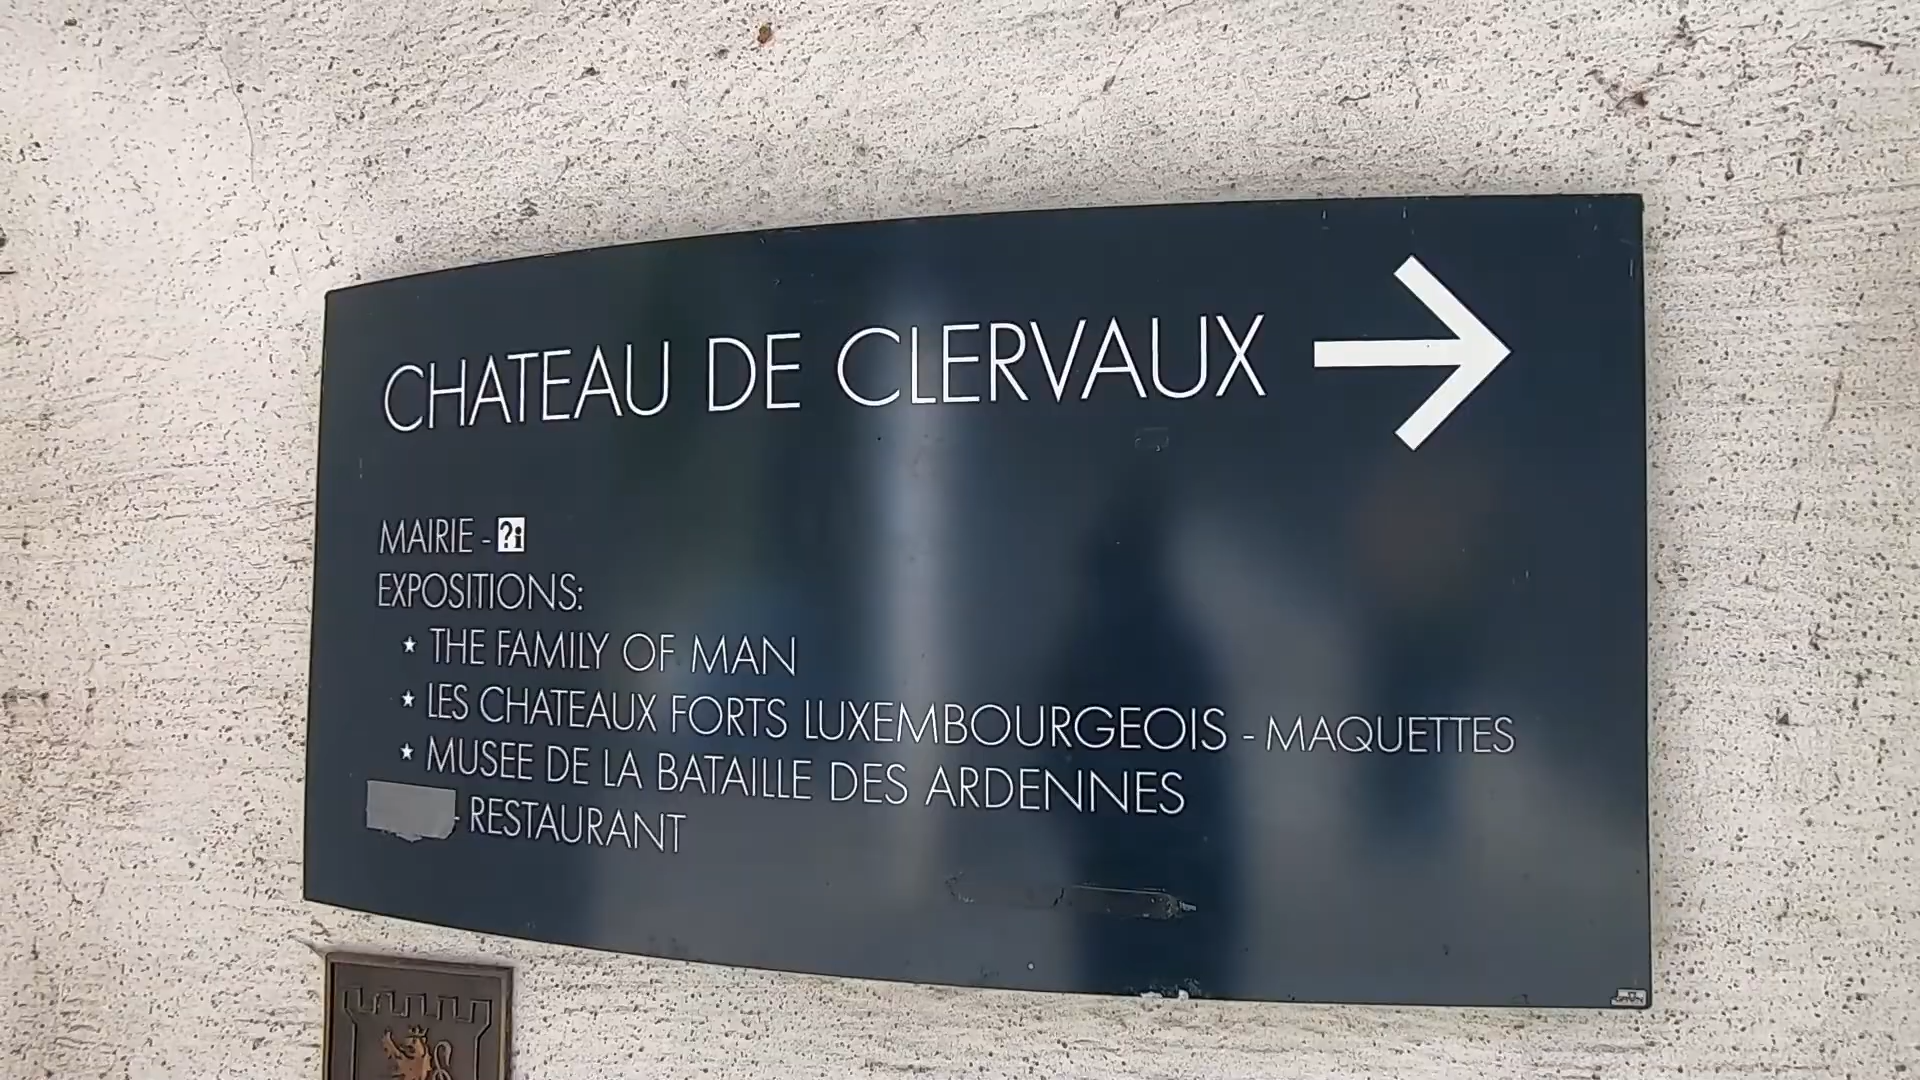 CHATEAU DE CLERVAUX →
MAIRIE - ?i
EXPOSITIONS:
★ THE FAMILY OF MAN
★ LES CHATEAUX FORTS LUXEMBOURGEOIS - MAQUETTES
★ MUSEE DE LA BATAILLE DES ARDENNES
- RESTAURANT